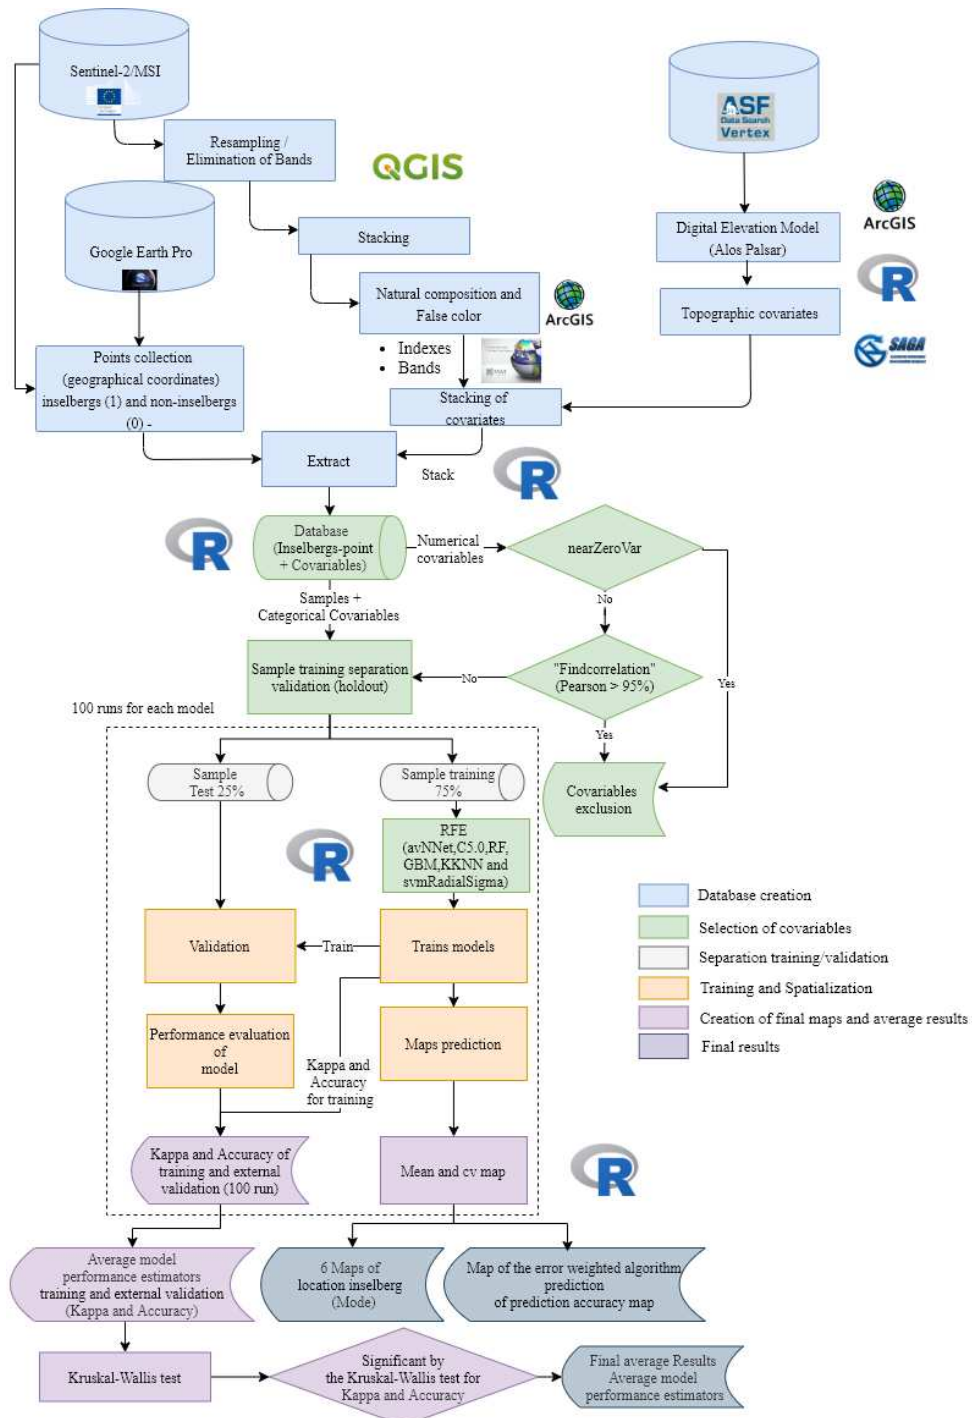 Sentinel-2/MSI
ASF
Data Search
Vertex
Resampling /
Elimination of Bands
QGIS
Google Earth Pro
Stacking
Digital Elevation Model
(Alos Palsar)
ArcGIS
R
Natural composition and
False color
ArcGIS
Topographic covariates
SAGA
• Indexes
• Bands
Points collection
(geographical coordinates)
inselbergs (1) and non-inselbergs
(0) -
Stacking of
covariates
Extract
Stack
R
R
Database
(Inselbergs-point
+ Covariables)
Numerical
covariables
nearZeroVar
Samples +
Categorical Covariables
No
Sample training separation
validation (holdout)
No
"Findcorrelation"
(Pearson > 95%)
Yes
100 runs for each model
Yes
Sample
Test 25%
Sample training
75%
Covariables
exclusion
R
RFE
(avNNet,C5.0,RF,
GBM,KKNN and
svmRadialSigma)
Database creation
Selection of covariables
Separation training/validation
Training and Spatialization
Creation of final maps and average results
Final results
Validation
Train
Trains models
Performance evaluation
of
model
Maps prediction
Kappa and
Accuracy
for training
Kappa and Accuracy of
training and external
validation (100 run)
Mean and cv map
R
Average model
performance estimators
training and external validation
(Kappa and Accuracy)
6 Maps of
location inselberg
(Mode)
Map of the error weighted algorithm
prediction
of prediction accuracy map
Kruskal-Wallis test
Significant by
the Kruskal-Wallis test for
Kappa and Accuracy
Final average Results
Average model
performance estimators